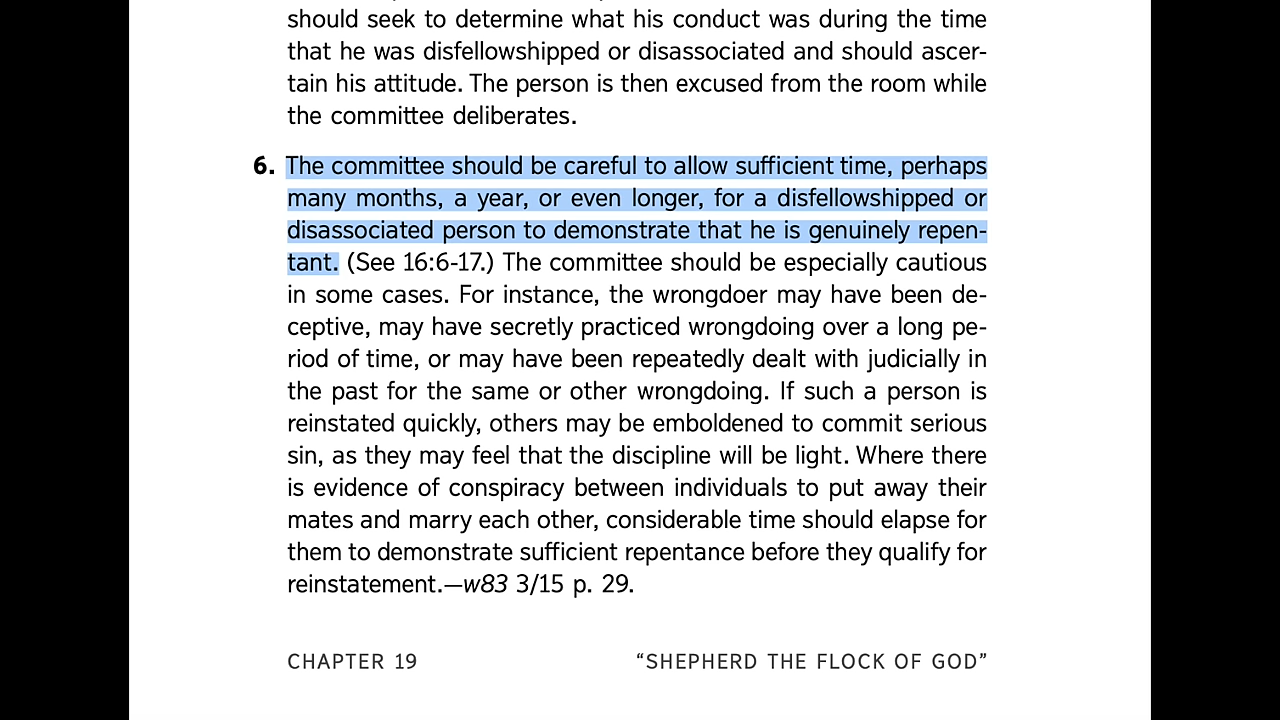 should seek to determine what his conduct was during the time
that he was disfellowshipped or disassociated and should ascer-
tain his attitude. The person is then excused from the room while
the committee deliberates.
6. The committee should be careful to allow sufficient time, perhaps
many months, a year, or even longer, for a disfellowshipped or
disassociated person to demonstrate that he is genuinely repen-
tant. (See 16:6-17.) The committee should be especially cautious
in some cases. For instance, the wrongdoer may have been de-
ceptive, may have secretly practiced wrongdoing over a long pe-
riod of time, or may have been repeatedly dealt with judicially in
the past for the same or other wrongdoing. If such a person is
reinstated quickly, others may be emboldened to commit serious
sin, as they may feel that the discipline will be light. Where there
is evidence of conspiracy between individuals to put away their
mates and marry each other, considerable time should elapse for
them to demonstrate sufficient repentance before they qualify for
reinstatement.—w83 3/15 p. 29.
CHAPTER 19 “SHEPHERD THE FLOCK OF GOD”